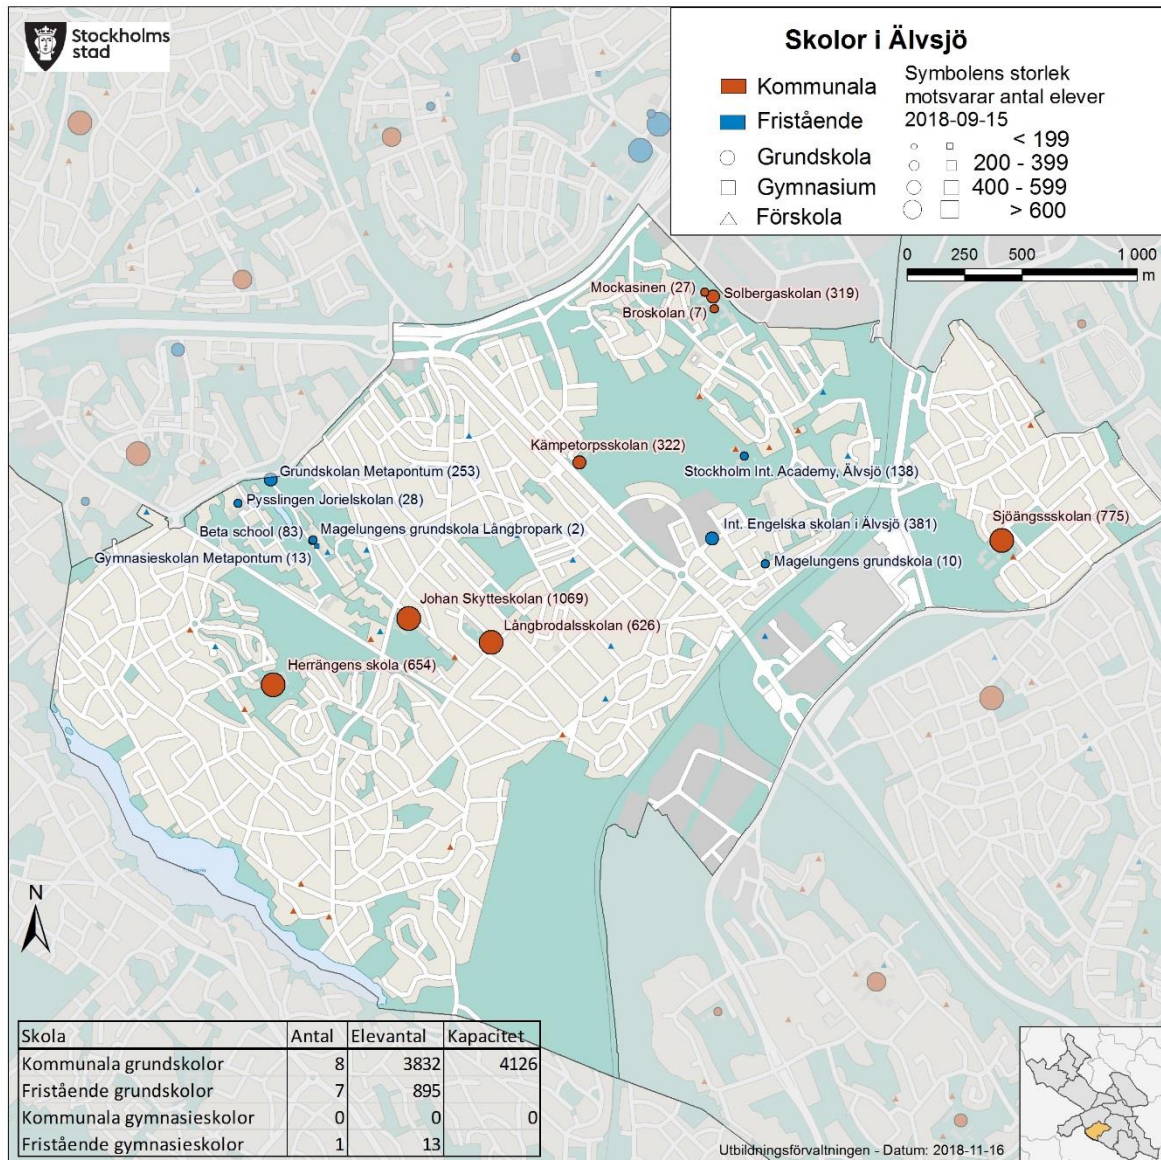 Stockholms
stad
Skolor i Älvsjö
Kommunala
Fristående
Grundskola
Gymnasium
Förskola
Symbolens storlek
motsvarar antal elever
2018-09-15
< 199
200 - 399
400 - 599
> 600
0 250 500 1 000
m
Mockasinen (27)
Solbergaskolan (319)
Broskolan (7)
Kämpetorpsskolan (322)
Stockholm Int. Academy, Älvsjö (138)
Grundskolan Metapontum (253)
Pysslingen Jorielskolan (28)
Beta school (83)
Magelungens grundskola Långbropark (2)
Gymnasieskolan Metapontum (13)
Int. Engelska skolan i Älvsjö (381)
Sjöängssskolan (775)
Magelungens grundskola (10)
Johan Skytteskolan (1069)
Långbrodalsskolan (626)
Herrängens skola (654)
N
Skola Antal Elevantal Kapacitet
Kommunala grundskolor 8 3832 4126
Fristående grundskolor 7 895
Kommunala gymnasieskolor 0 0 0
Fristående gymnasieskolor 1 13
Utbildningsförvaltningen - Datum: 2018-11-16